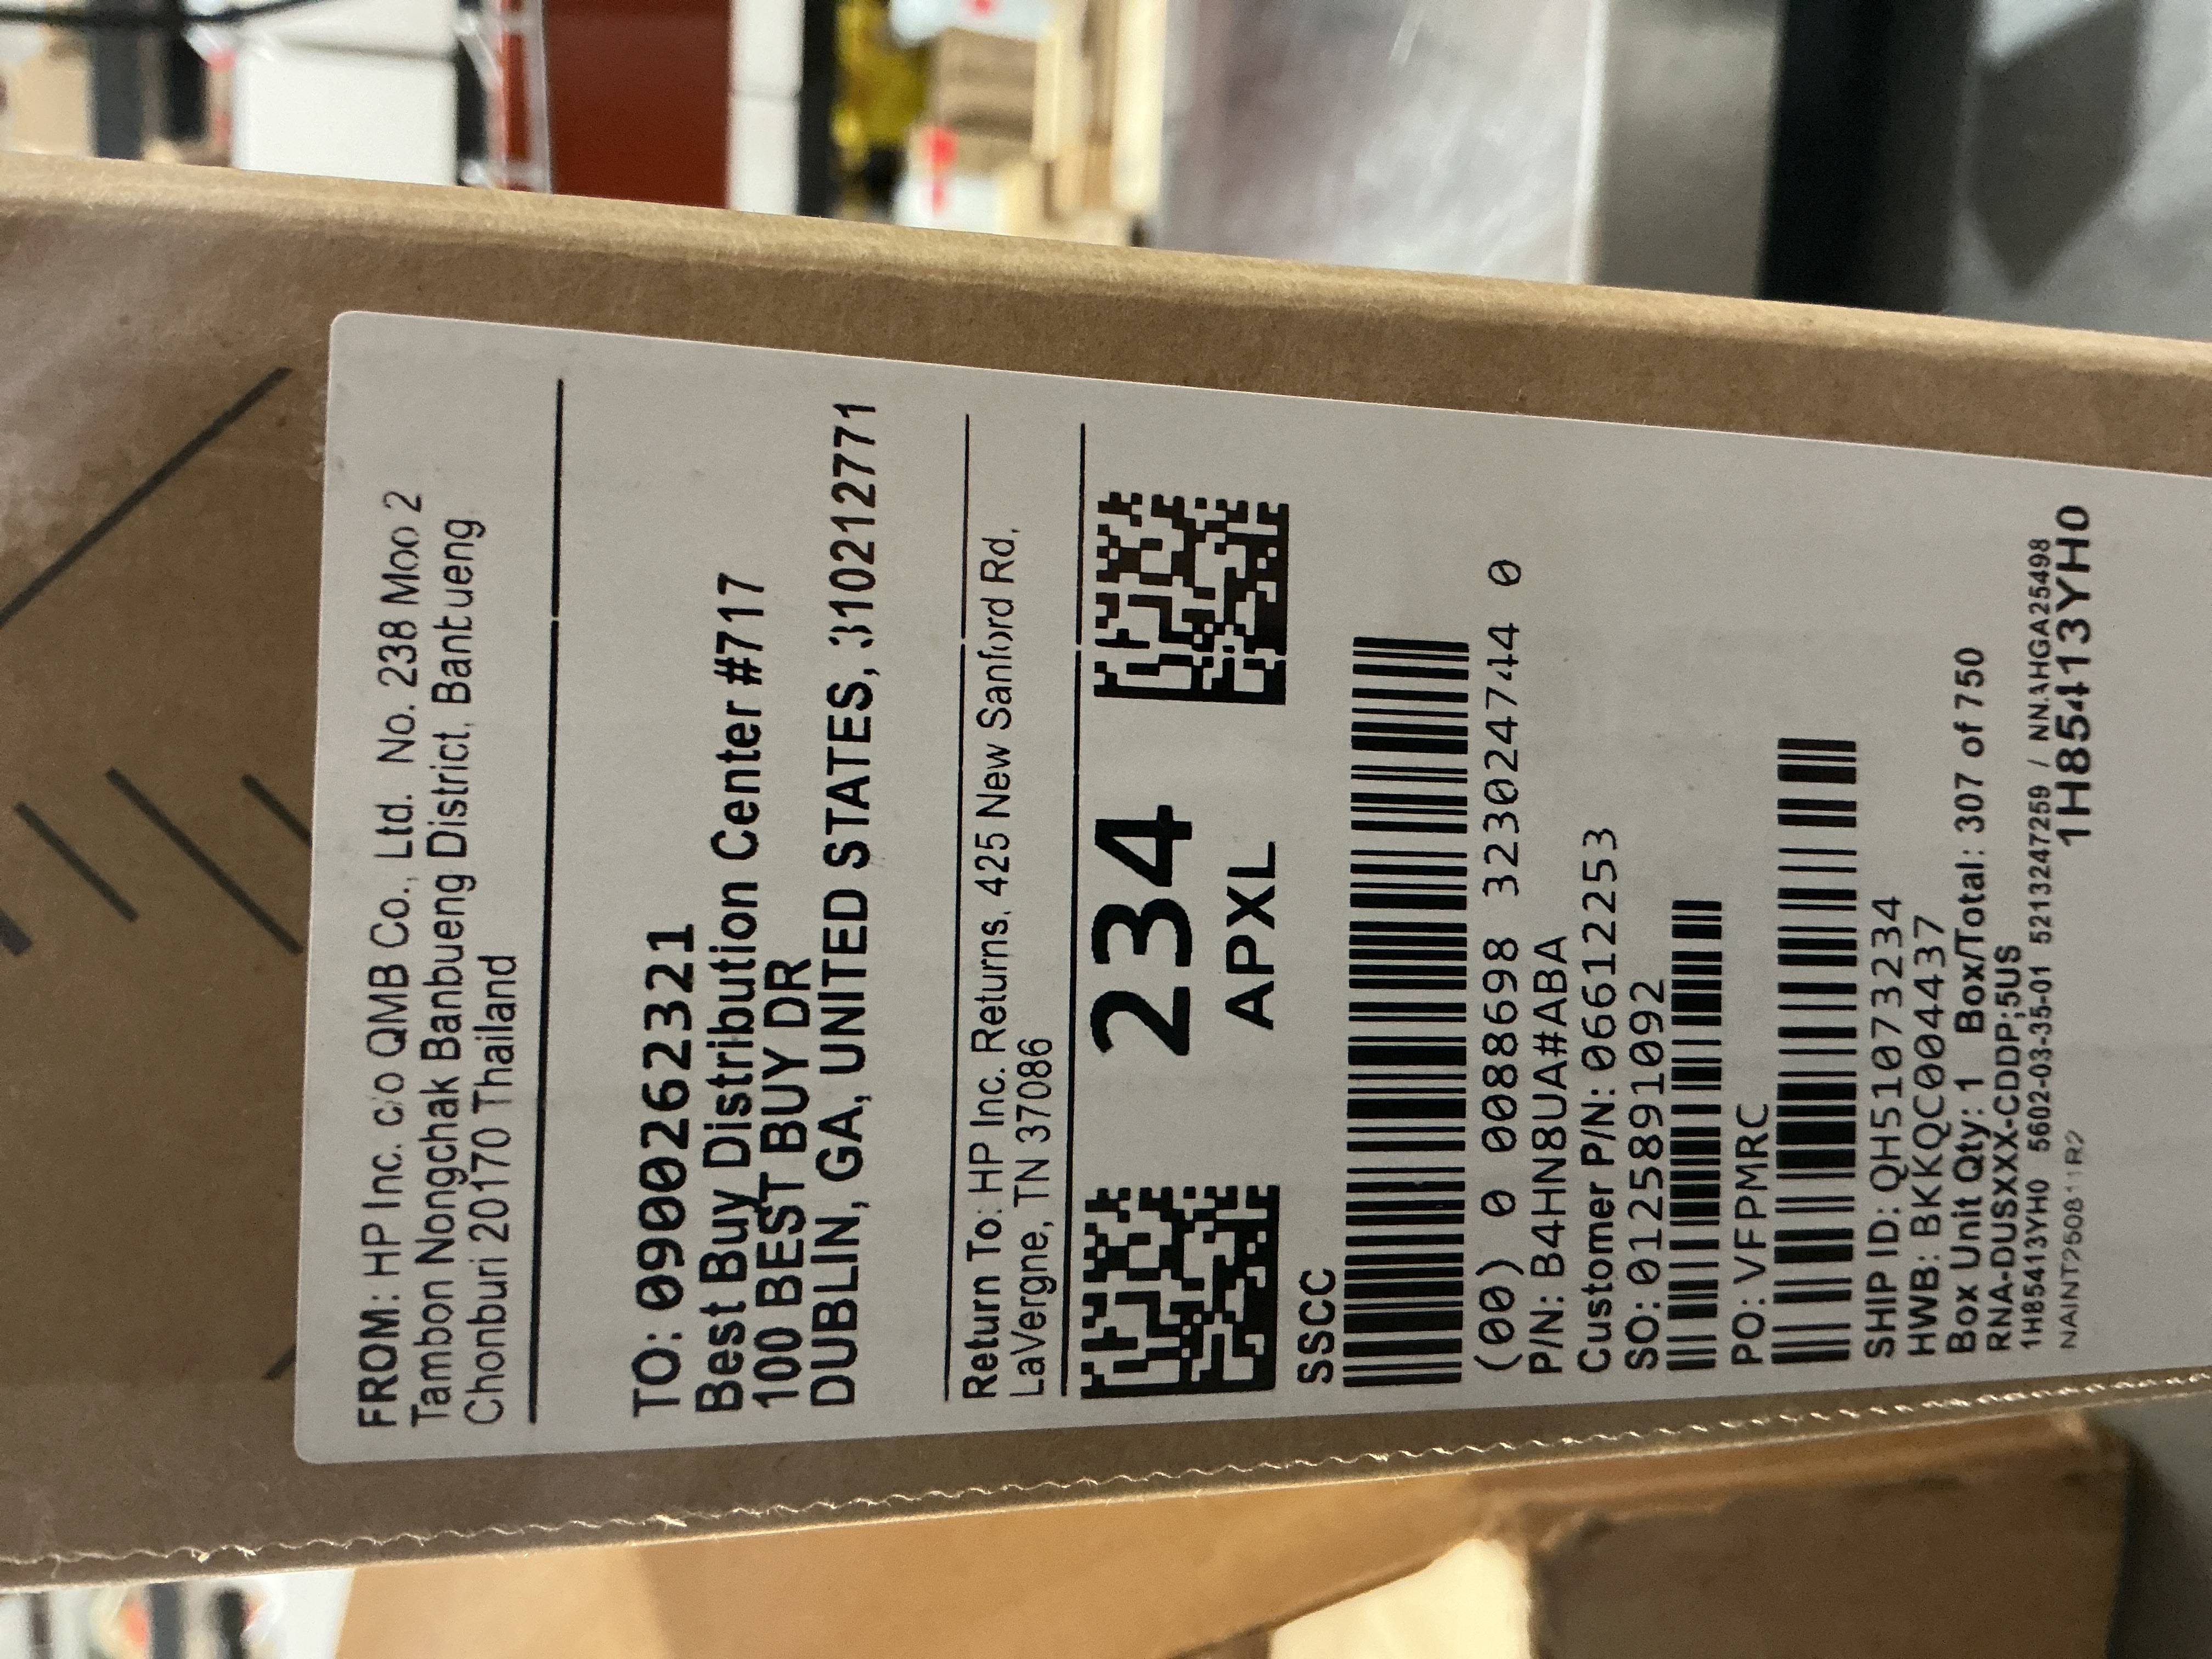 FROM: HP Inc. c/o QMB Co., Ltd. No. 238 Moo 2
Tambon Nongchak Banbueng District, Bantueng
Chonburi 20170 Thailand
TO: 0900262321
Best Buy Distribution Center #717
100 BEST BUY DR
DUBLIN, GA, UNITED STATES, 310212771
Return To: HP Inc. Returns, 425 New Sanford Rd,
LaVergne, TN 37086
234
APXL
SSCC
(00) 0 0088698 323024744 0
P/N: B4HN8UA#ABA
Customer P/N: 06612253
SO: 0125891092
PO: VFPMRC
SHIP ID: QH51073234
HWB: BKKQC004437
Box Unit Qty: 1 Box/Total: 307 of 750
RNA-DUSXXX-CDDP;5US
1H85413YH0 5602-03-35-01 5213247259 / NNAHGA25498
1H85413YH0
NAINT250811R2